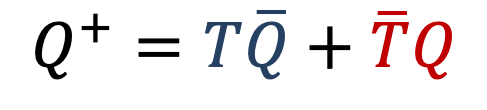 Q⁺ = TQ̅ + T̅Q